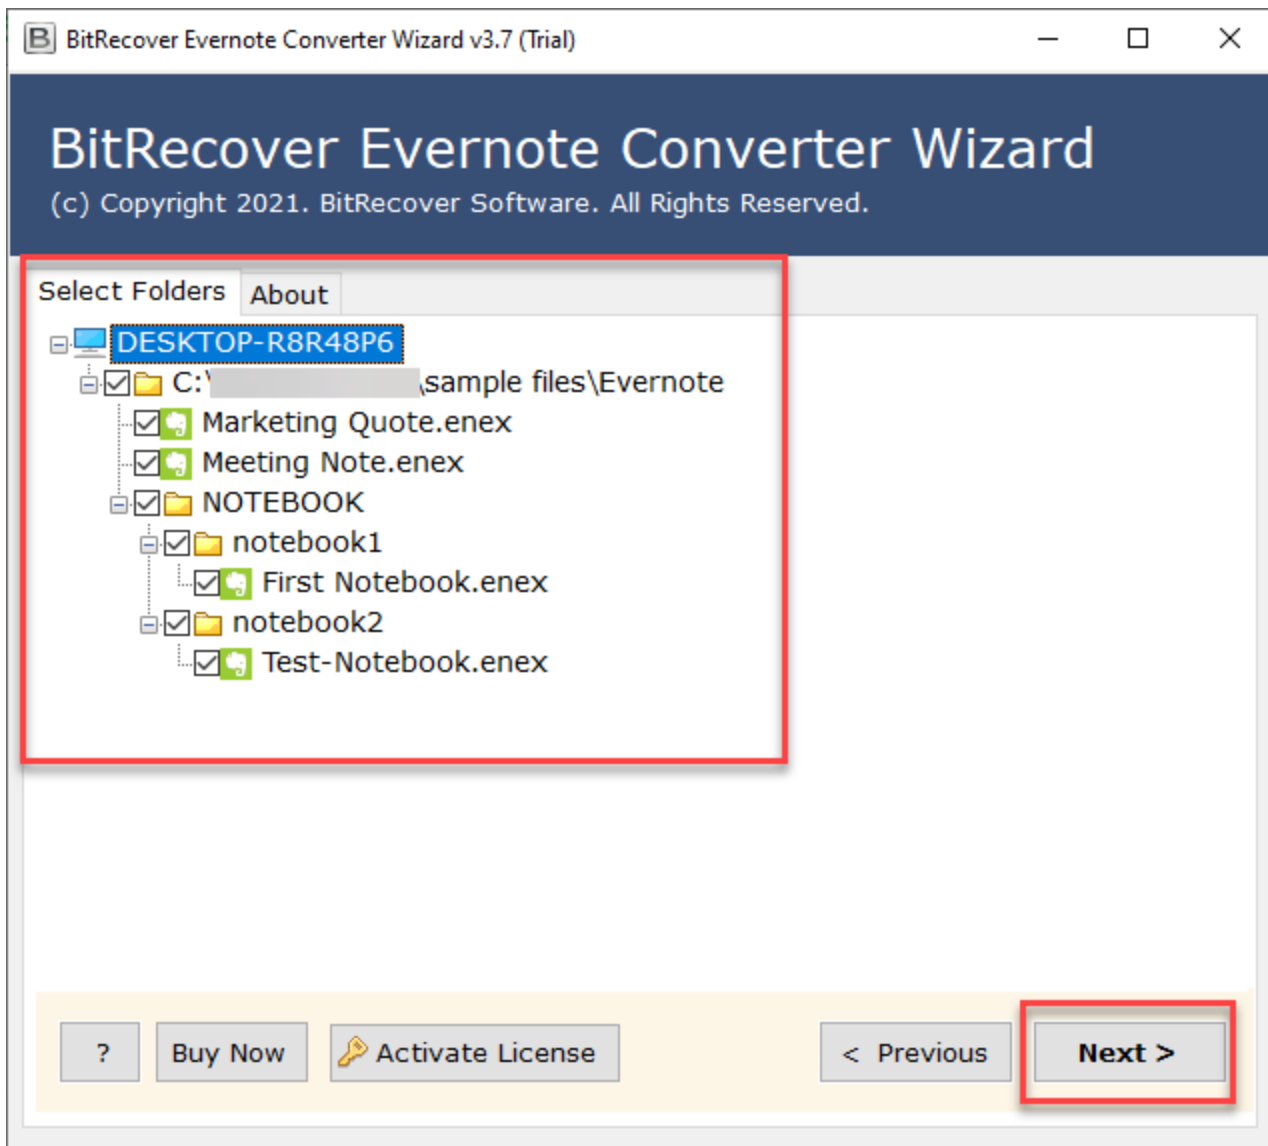 BitRecover Evernote Converter Wizard v3.7 (Trial)
BitRecover Evernote Converter Wizard
(c) Copyright 2021. BitRecover Software. All Rights Reserved.
Select Folders About
DESKTOP-R8R48P6
C:\ \sample files\Evernote
Marketing Quote.enex
Meeting Note.enex
NOTEBOOK
notebook1
First Notebook.enex
notebook2
Test-Notebook.enex
? Buy Now Activate License < Previous Next >